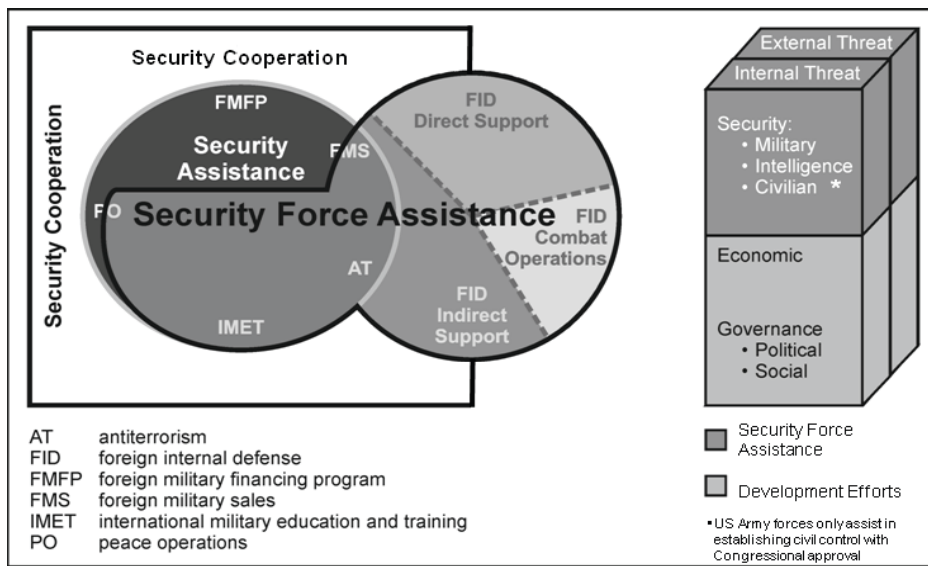 Security Cooperation
Security Cooperation
FMFP
Security
Assistance
FMS
PO
Security Force Assistance
AT
IMET
FID
Direct Support
FID
Combat
Operations
FID
Indirect
Support
External Threat
Internal Threat
Security:
• Military
• Intelligence
• Civilian *
Economic
Governance
• Political
• Social
AT antiterrorism
FID foreign internal defense
FMFP foreign military financing program
FMS foreign military sales
IMET international military education and training
PO peace operations
Security Force
Assistance
Development Efforts
*US Army forces only assist in
establishing civil control with
Congressional approval